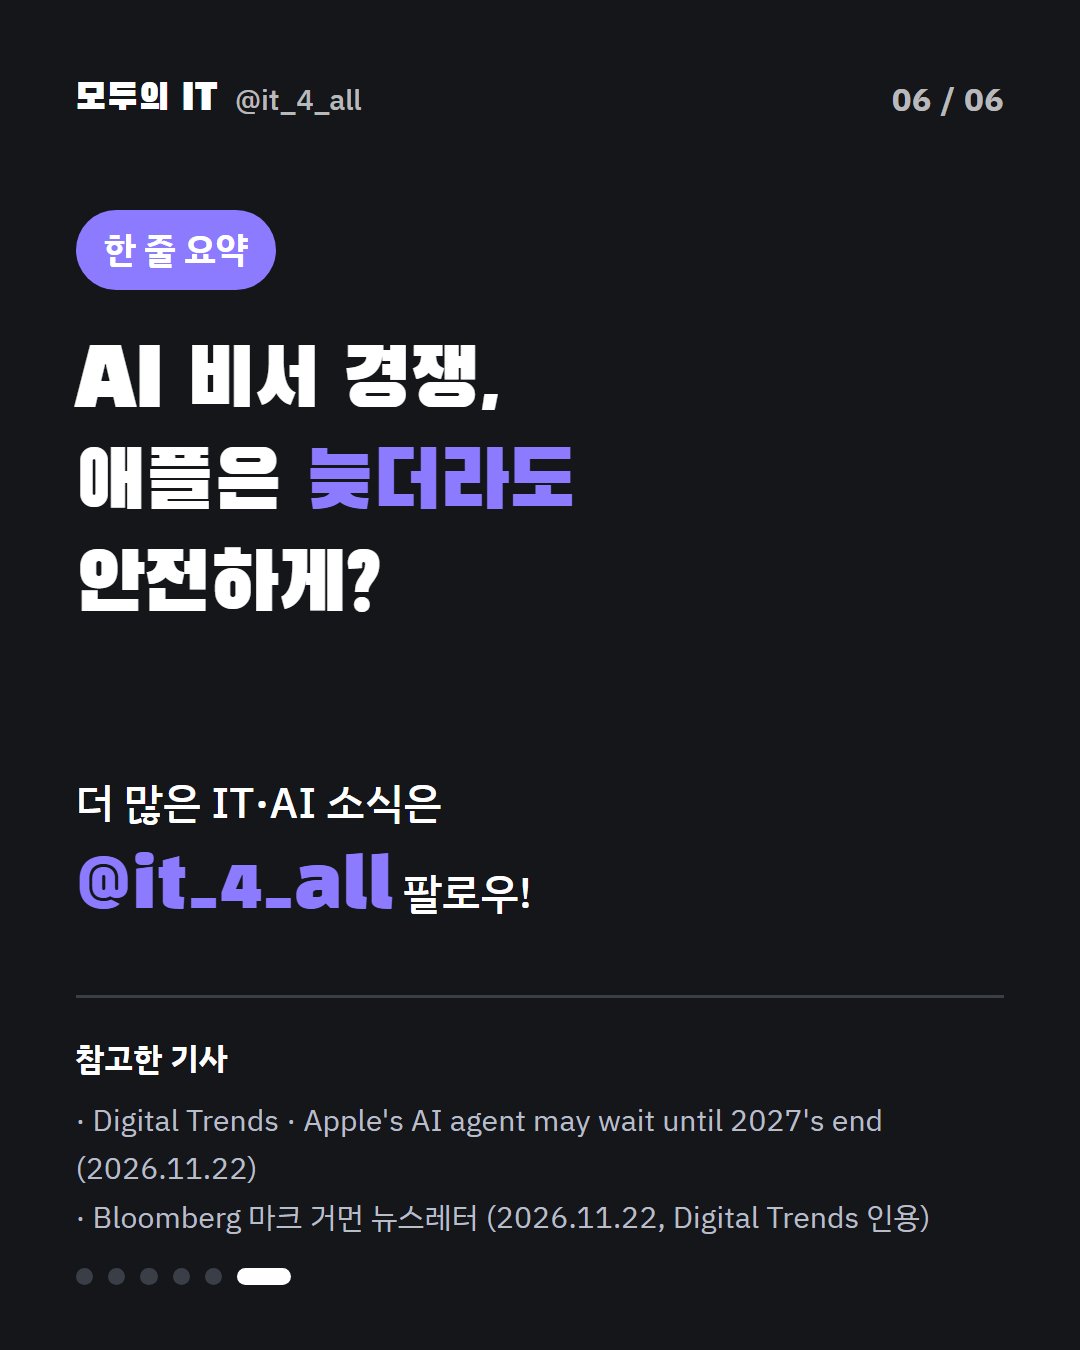 모두의 IT @it_4_all 06 / 06
한 줄 요약
AI 비서 경쟁,
애플은 늦더라도
안전하게?
더 많은 IT·AI 소식은
@it_4_all 팔로우!
참고한 기사
· Digital Trends · Apple's AI agent may wait until 2027's end
(2026.11.22)
· Bloomberg 마크 거먼 뉴스레터 (2026.11.22, Digital Trends 인용)